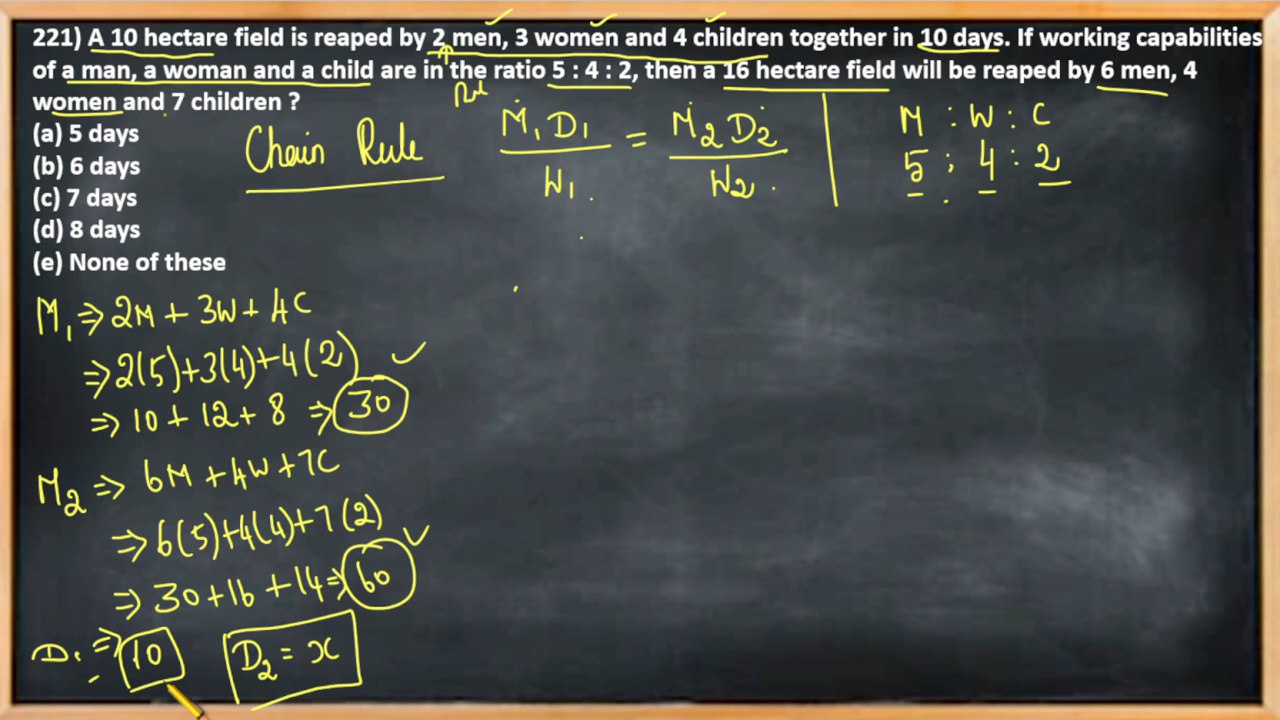 221) A 10 hectare field is reaped by 2 men, 3 women and 4 children together in 10 days. If working capabilities
of a man, a woman and a child are in the ratio 5 : 4 : 2, then a 16 hectare field will be reaped by 6 men, 4
women and 7 children ?
(a) 5 days
(b) 6 days
(c) 7 days
(d) 8 days
(e) None of these
Chain Rule
M₁D₁ / W₁ = M₂D₂ / W₂
M : W : C
5 : 4 : 2
M₁ ⇒ 2M + 3W + 4C
⇒ 2(5)+3(4)+4(2)
⇒ 10 + 12 + 8 ⇒ 30
M₂ ⇒ 6M + 4W + 7C
⇒ 6(5)+4(4)+7(2)
⇒ 30+16+14⇒ 60
D₁ ⇒ 10 D₂ = x